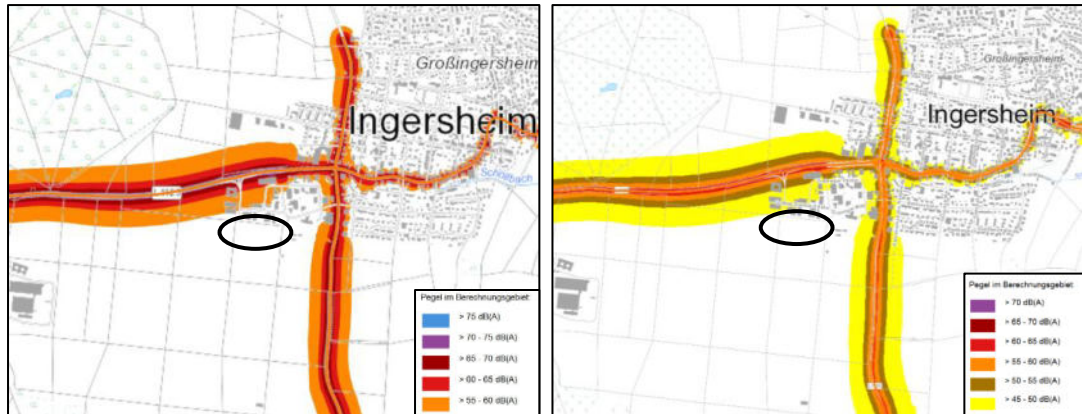 Großingersheim
Ingersheim
Pegel im Berechnungsgebiet
> 75 dB(A)
> 70 - 75 dB(A)
> 65 - 70 dB(A)
> 60 - 65 dB(A)
> 55 - 60 dB(A)
Großingersheim
Ingersheim
Pegel im Berechnungsgebiet
> 70 dB(A)
> 65 - 70 dB(A)
> 60 - 65 dB(A)
> 55 - 60 dB(A)
> 50 - 55 dB(A)
> 45 - 50 dB(A)